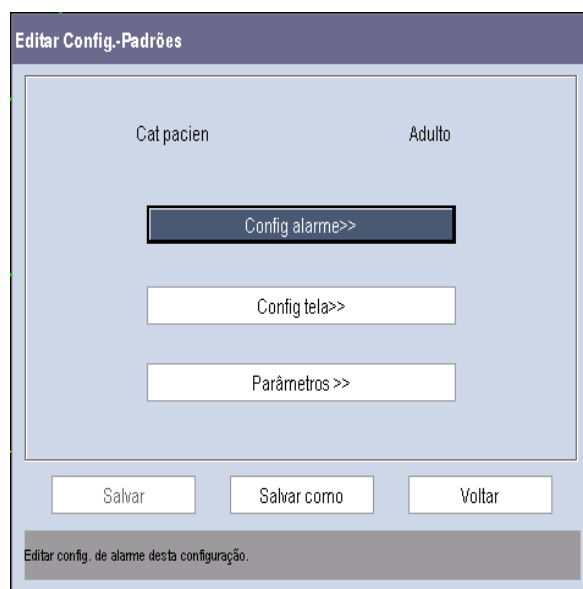 Editar Config.-Padrões
Cat pacien Adulto
Config alarme>>
Config tela>>
Parâmetros >>
Salvar Salvar como Voltar
Editar config. de alarme desta configuração.